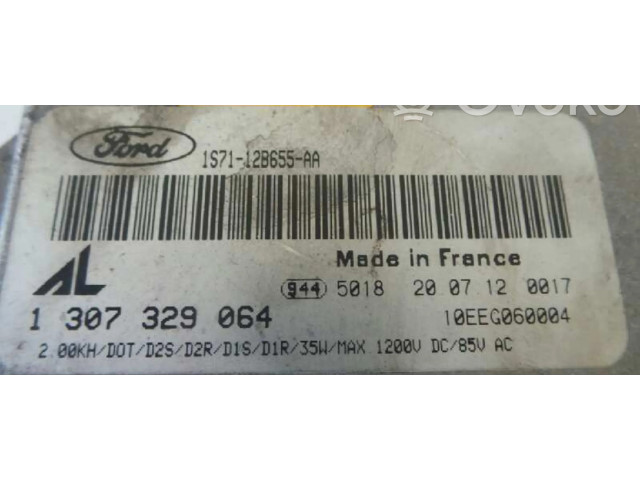 Ford
1S71-12B655-AA
Made in France
AL
944 5018 20 07 12 0017
1 307 329 064
10EEG060004
2.00KH/DOT/D2S/D2R/D1S/D1R/35W/MAX 1200V DC/85V AC